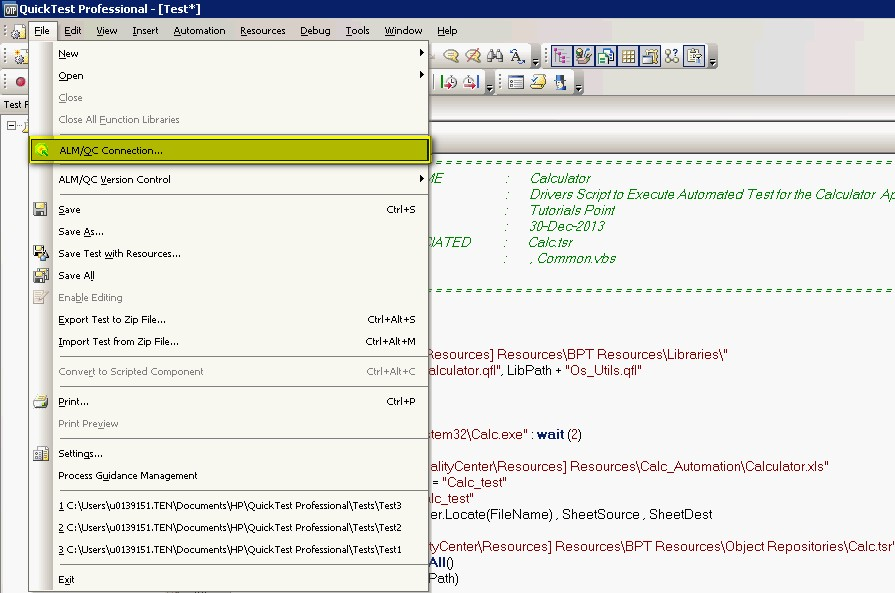 QuickTest Professional - [Test*]
File Edit View Insert Automation Resources Debug Tools Window Help
New
Open
Close
Close All Function Libraries
ALM/QC Connection...
ALM/QC Version Control
Save Ctrl+S
Save As...
Save Test with Resources...
Save All
Enable Editing
Export Test to Zip File... Ctrl+Alt+S
Import Test from Zip File... Ctrl+Alt+M
Convert to Scripted Component Ctrl+Alt+C
Print... Ctrl+P
Print Preview
Settings...
Process Guidance Management
1 C:\Users\u0139151.TEN\Documents\HP\QuickTest Professional\Tests\Test3
2 C:\Users\u0139151.TEN\Documents\HP\QuickTest Professional\Tests\Test2
3 C:\Users\u0139151.TEN\Documents\HP\QuickTest Professional\Tests\Test1
Exit
Test F
ME : Calculator
: Drivers Script to Execute Automated Test for the Calculator Ap
: Tutorials Point
: 30-Dec-2013
IATED : Calc.tsr
: , Common.vbs
Resources] Resources\BPT Resources\Libraries\"
alculator.qfl", LibPath + "Os_Utils.qfl"
tem32\Calc.exe" : wait (2)
alityCenter\Resources] Resources\Calc_Automation\Calculator.xls"
= "Calc_test"
lc_test"
er.Locate(FileName) , SheetSource , SheetDest
tyCenter\Resources] Resources\BPT Resources\Object Repositories\Calc.tsr"
All()
Path)